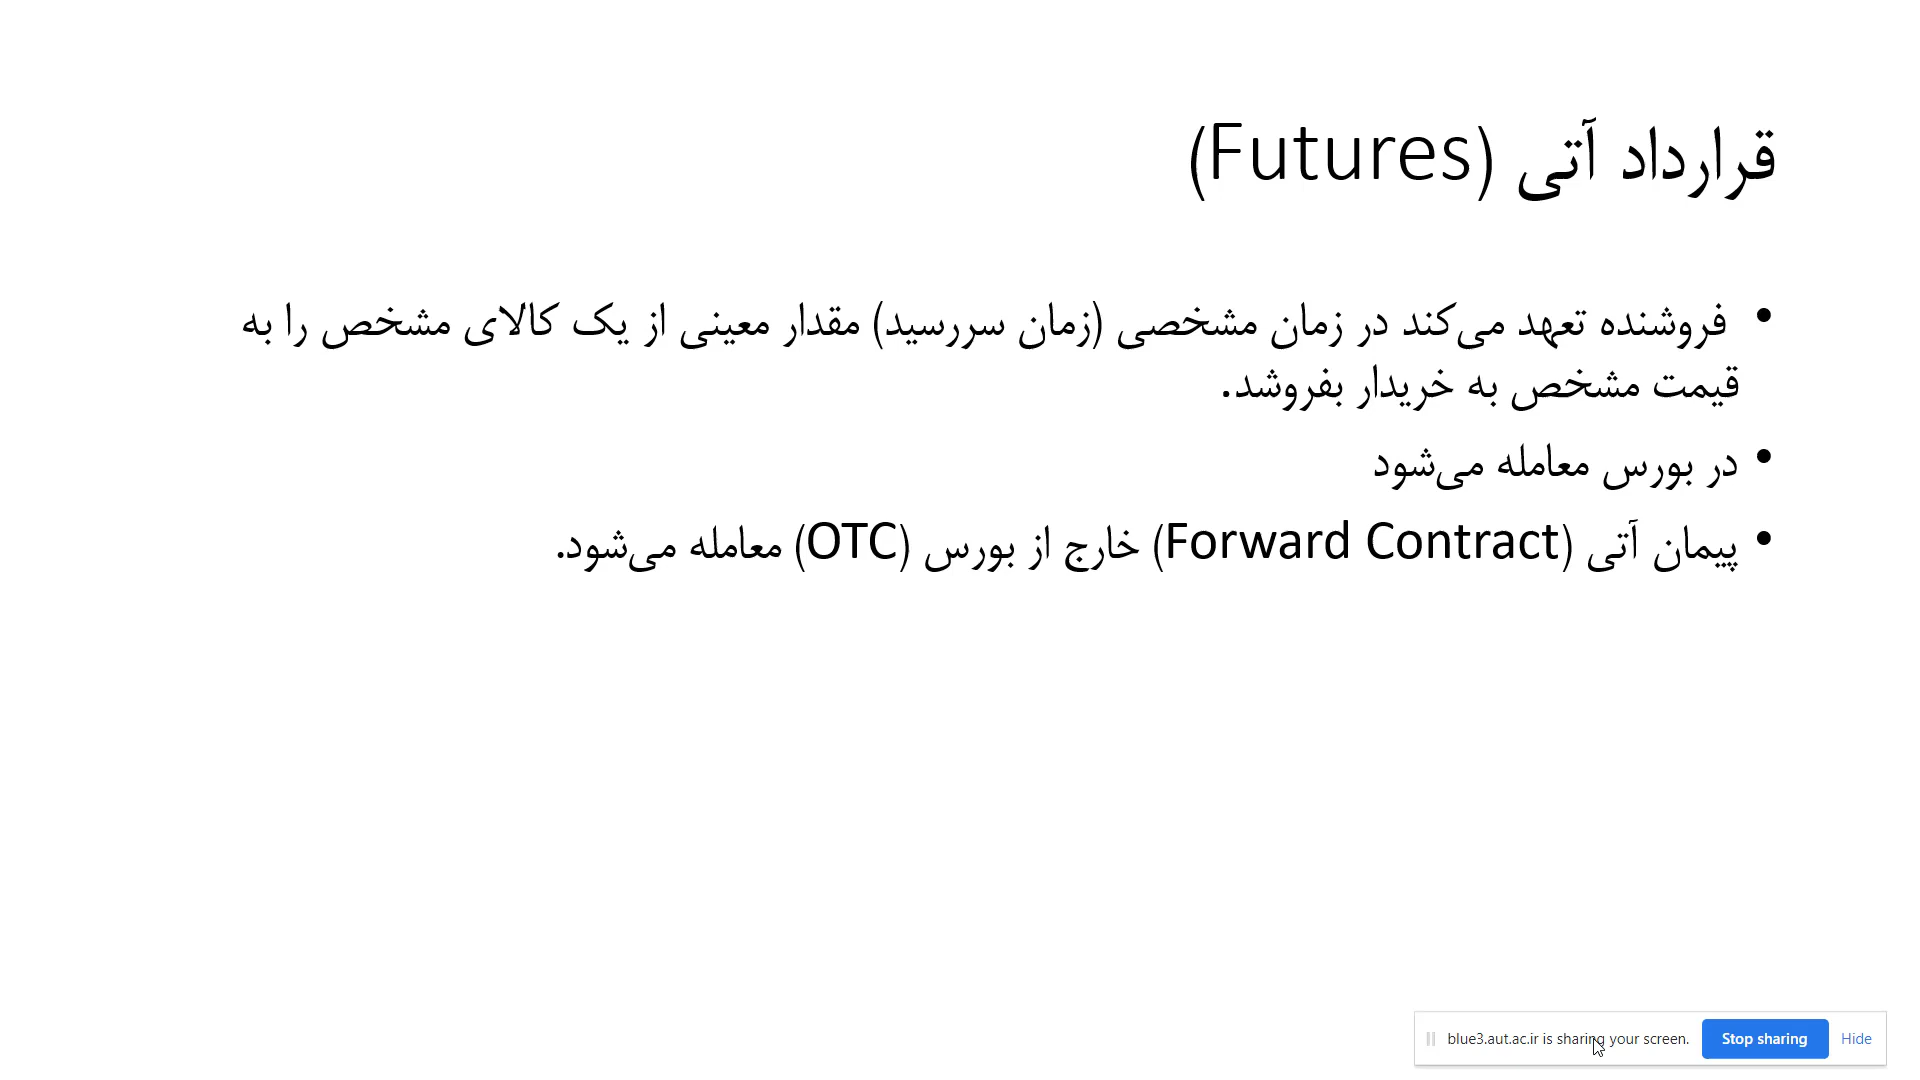 قرارداد آتی (Futures)
• فروشنده تعهد می‌کند در زمان مشخصی (زمان سررسید) مقدار معینی از یک کالای مشخص را به
قیمت مشخص به خریدار بفروشد.
• در بورس معامله می‌شود
• پیمان آتی (Forward Contract) خارج از بورس (OTC) معامله می‌شود.
blue3.aut.ac.ir is sharing your screen. Stop sharing Hide